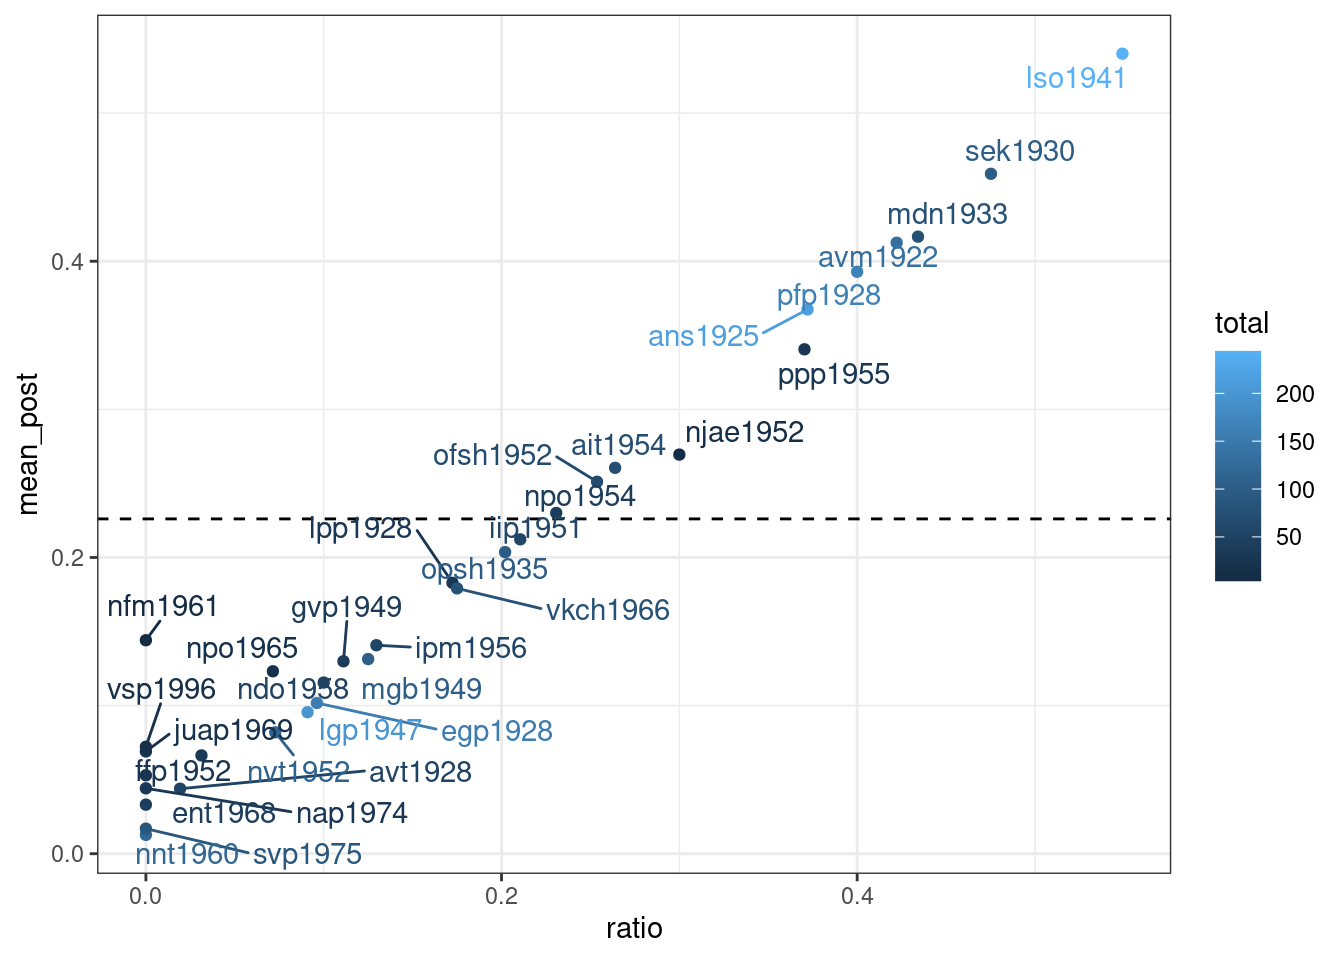 lso1941
sek1930
mdn1933
avm1922
pfp1928
ans1925
ppp1955
njae1952
ait1954
ofsh1952
npo1954
lpp1928
iip1951
opsh1935
vkch1966
nfm1961
gvp1949
npo1965
ipm1956
vsp1996
ndo1958
mgb1949
juap1969
lgp1947
egp1928
ffp1952
nvt1952
avt1928
ent1968
nap1974
nnt1960
svp1975
mean_post
0.4
0.2
0.0
0.0
0.2
0.4
ratio
total
200
150
100
50